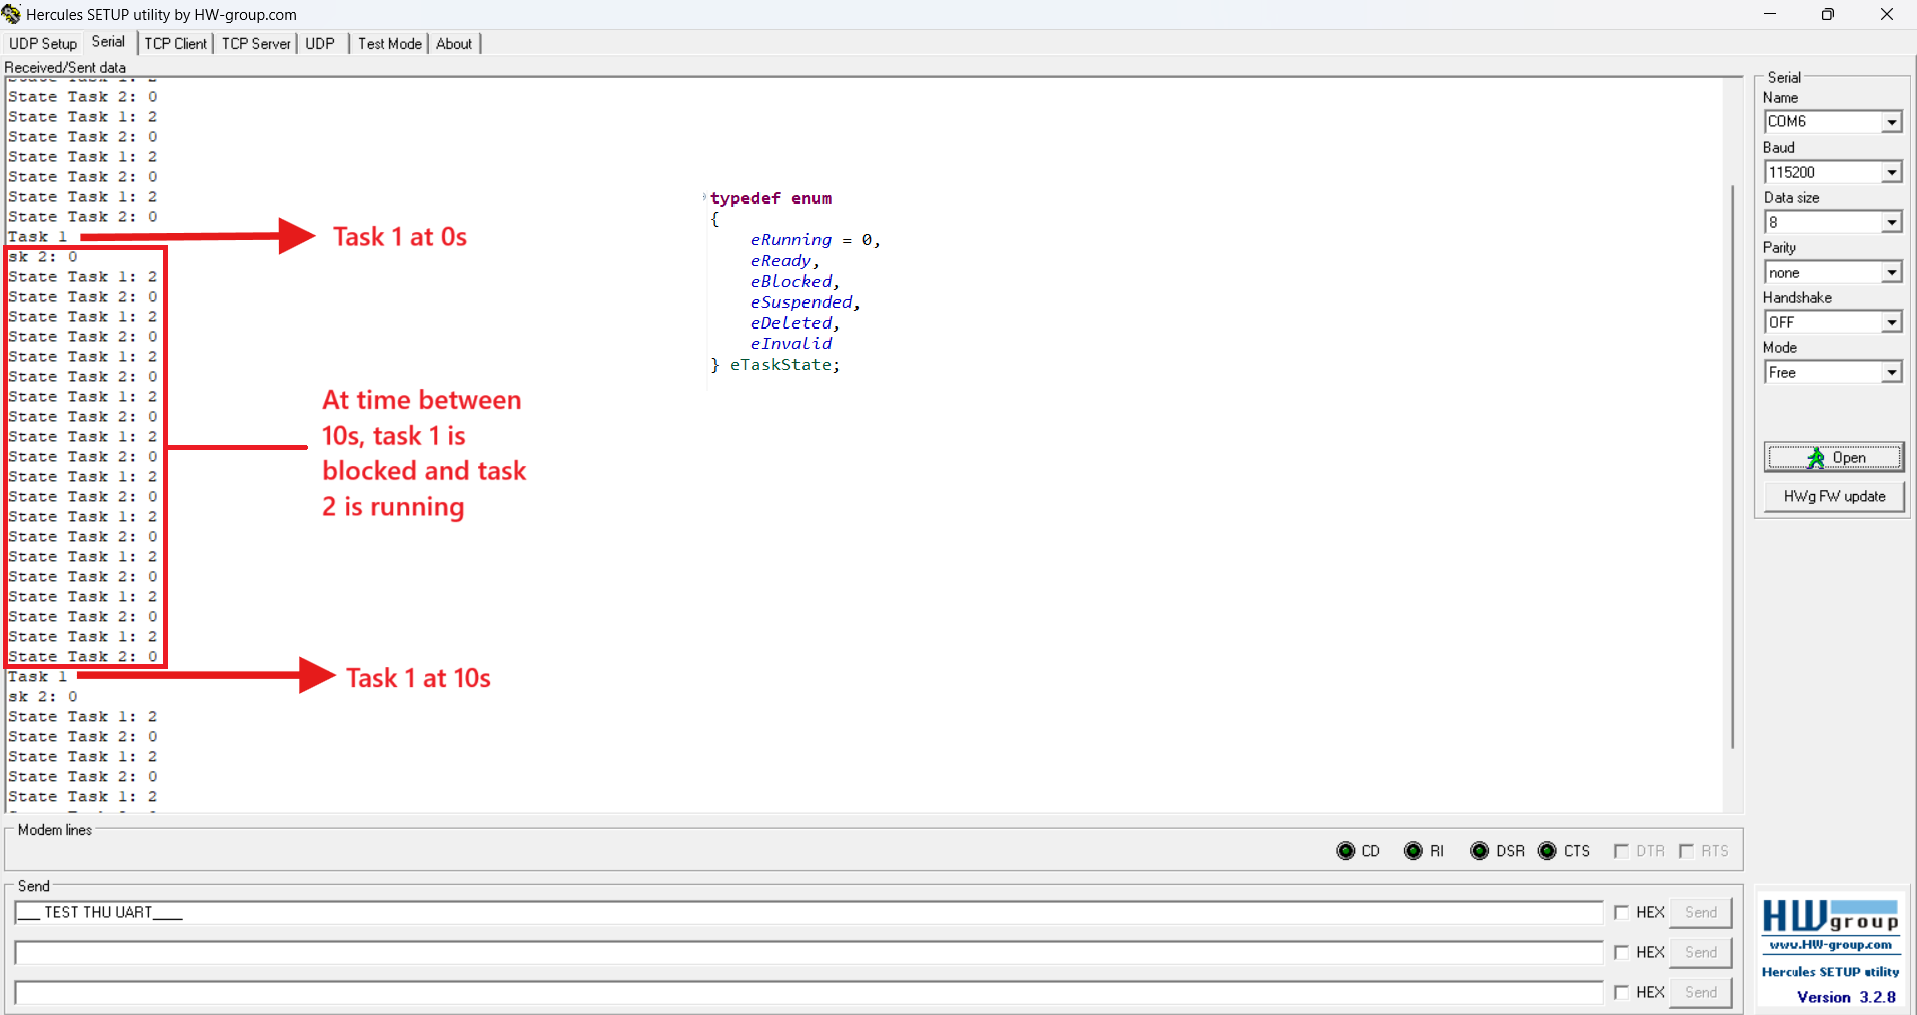 Hercules SETUP utility by HW-group.com
UDP Setup Serial TCP Client TCP Server UDP Test Mode About
Received/Sent data
State Task 1: 2
State Task 2: 0
State Task 1: 2
State Task 2: 0
State Task 1: 2
State Task 2: 0
State Task 1: 2
State Task 2: 0
Task 1
sk 2: 0
State Task 1: 2
State Task 2: 0
State Task 1: 2
State Task 2: 0
State Task 1: 2
State Task 2: 0
State Task 1: 2
State Task 2: 0
State Task 1: 2
State Task 2: 0
State Task 1: 2
State Task 2: 0
State Task 1: 2
State Task 2: 0
State Task 1: 2
State Task 2: 0
State Task 1: 2
State Task 2: 0
State Task 1: 2
State Task 2: 0
Task 1
sk 2: 0
State Task 1: 2
State Task 2: 0
State Task 1: 2
State Task 2: 0
State Task 1: 2
Task 1 at 0s
At time between
10s, task 1 is
blocked and task
2 is running
Task 1 at 10s
typedef enum
{
eRunning = 0,
eReady,
eBlocked,
eSuspended,
eDeleted,
eInvalid
} eTaskState;
Serial
Name
COM6
Baud
115200
Data size
8
Parity
none
Handshake
OFF
Mode
Free
Open
HWg FW update
Modem lines
CD RI DSR CTS DTR RTS
Send
___ TEST THU UART____
HEX Send
HEX Send
HEX Send
HWgroup
www.HW-group.com
Hercules SETUP utility
Version 3.2.8